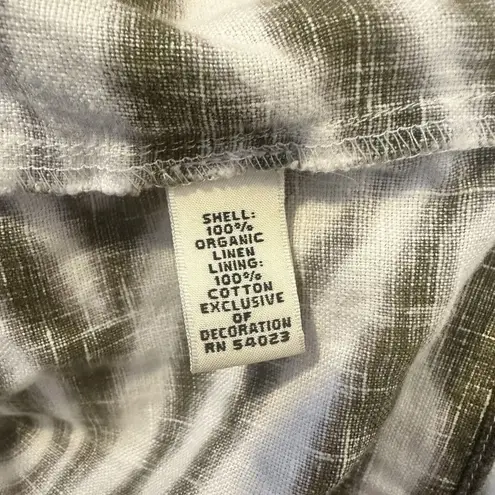 SHELL:
100%
ORGANIC
LINEN
LINING:
100%
COTTON
EXCLUSIVE
OF
DECORATION
RN 54023